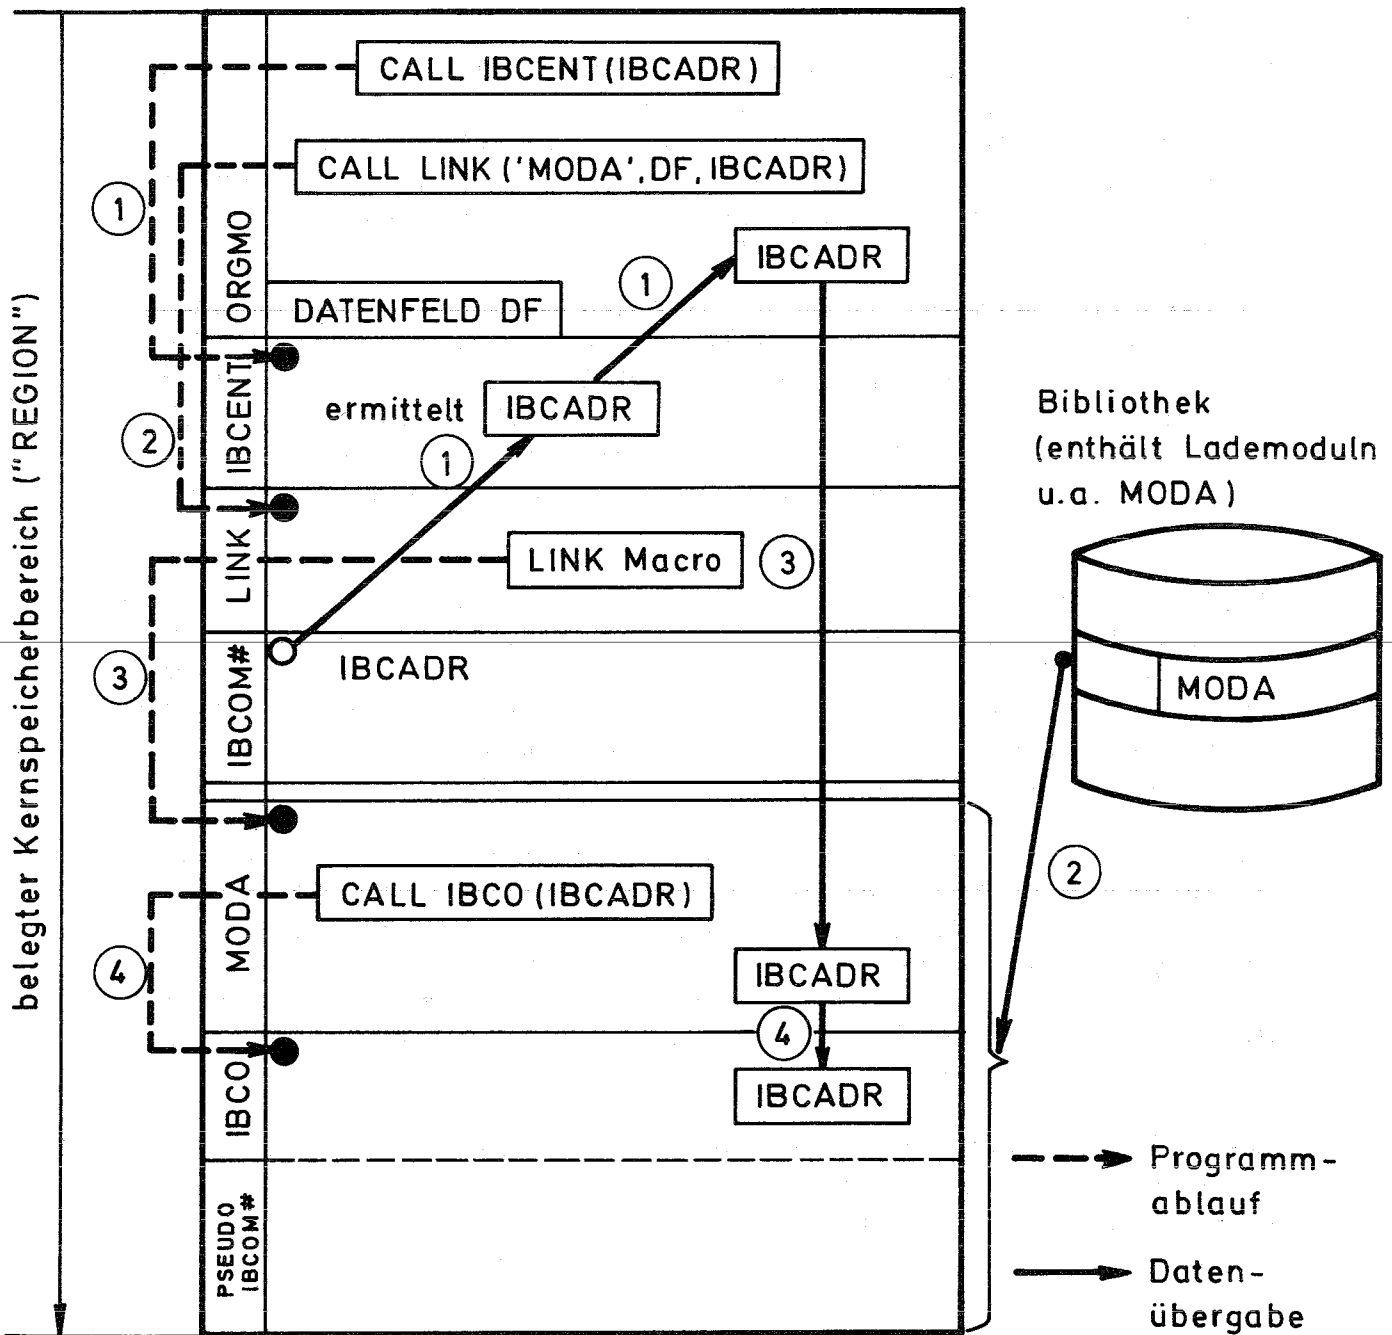 belegter Kernspeicherbereich ("REGION")
CALL IBCENT(IBCADR)
CALL LINK('MODA',DF,IBCADR)
1
ORGMO
IBCADR
1
DATENFELD DF
IBCENT
ermittelt
IBCADR
2
1
LINK
LINK Macro
3
3
IBCOM#
IBCADR
Bibliothek
(enthält Lademoduln
u.a. MODA)
MODA
2
MODA
CALL IBCO(IBCADR)
4
IBCADR
4
IBCO
IBCADR
PSEUDO
IBCOM#
Programm-
ablauf
Daten-
übergabe